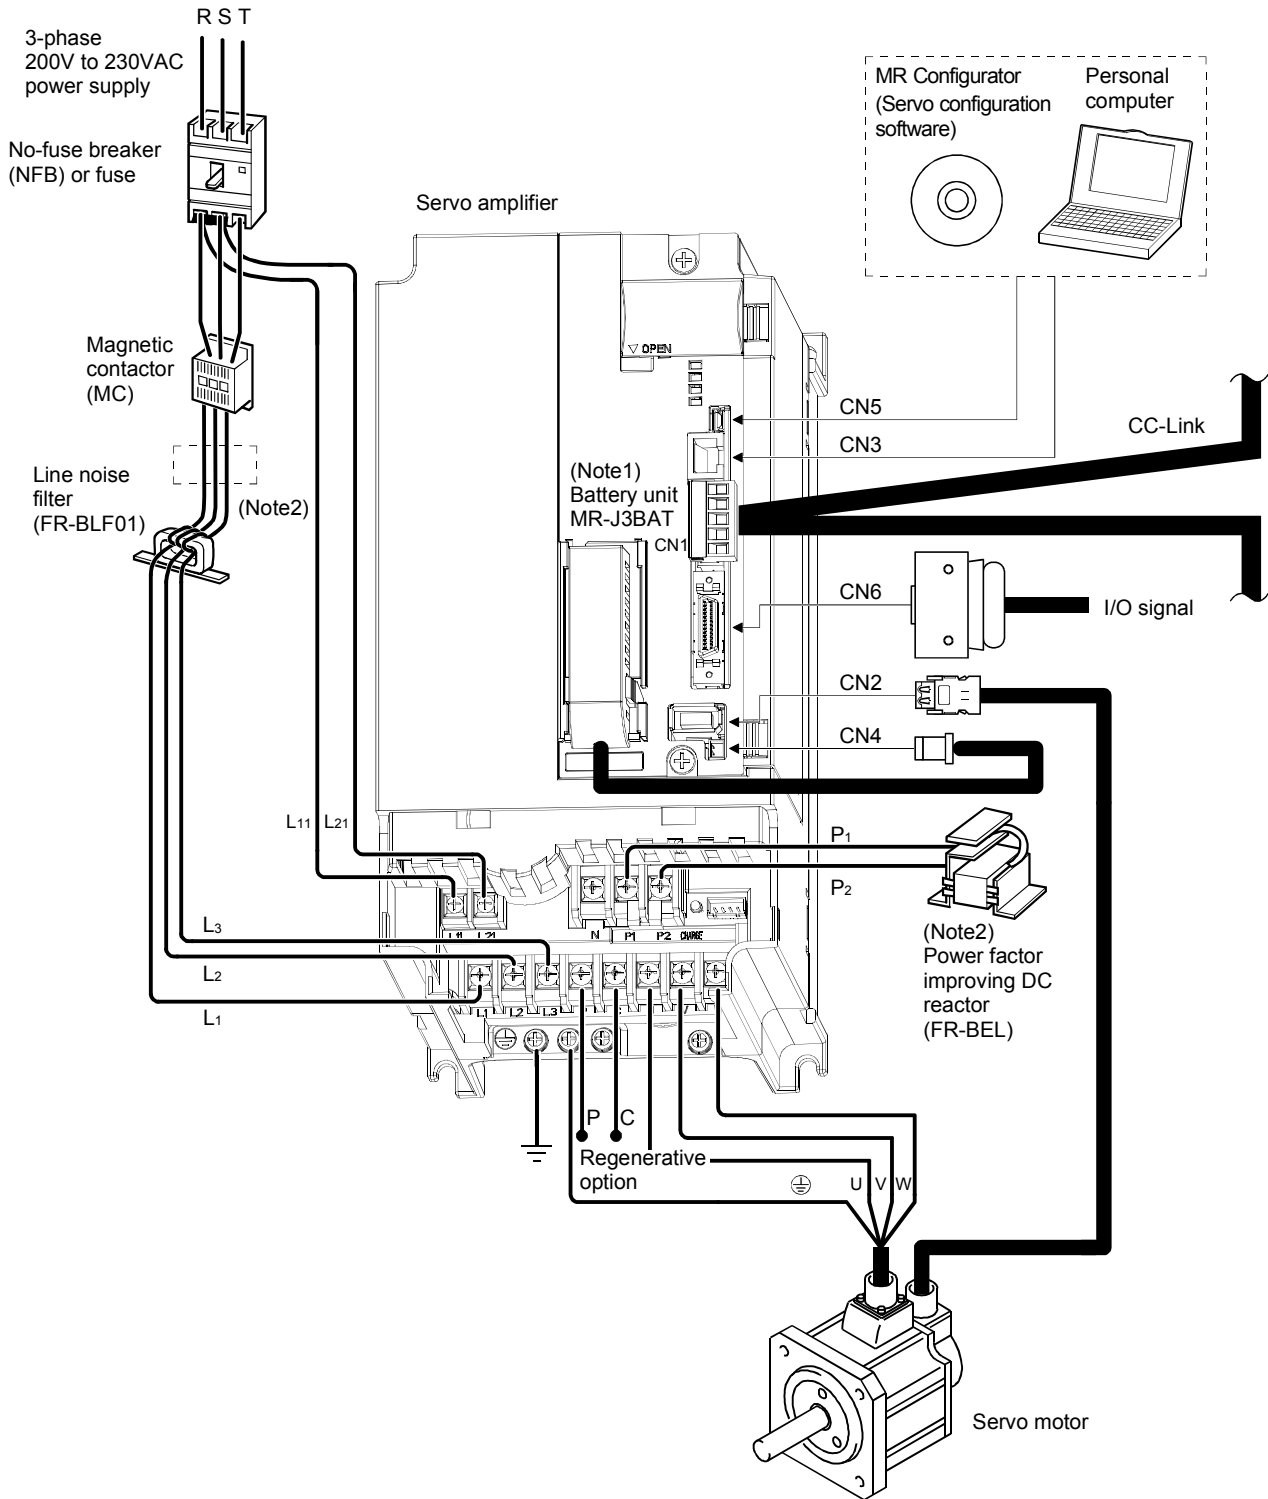 R S T
3-phase
200V to 230VAC
power supply
No-fuse breaker
(NFB) or fuse
Servo amplifier
MR Configurator
(Servo configuration
software)
Personal
computer
Magnetic
contactor
(MC)
▽ OPEN
CN5
CN3
CC-Link
Line noise
filter
(FR-BLF01)
(Note2)
(Note1)
Battery unit
MR-J3BAT
CN1
CN6
I/O signal
CN2
CN4
L11
L21
P1
P2
L11
L21
N
P1
P2
CHARGE
(Note2)
Power factor
improving DC
reactor
(FR-BEL)
L3
L2
L1
L1
L2
L3
P
C
Regenerative
option
U
V
W
Servo motor